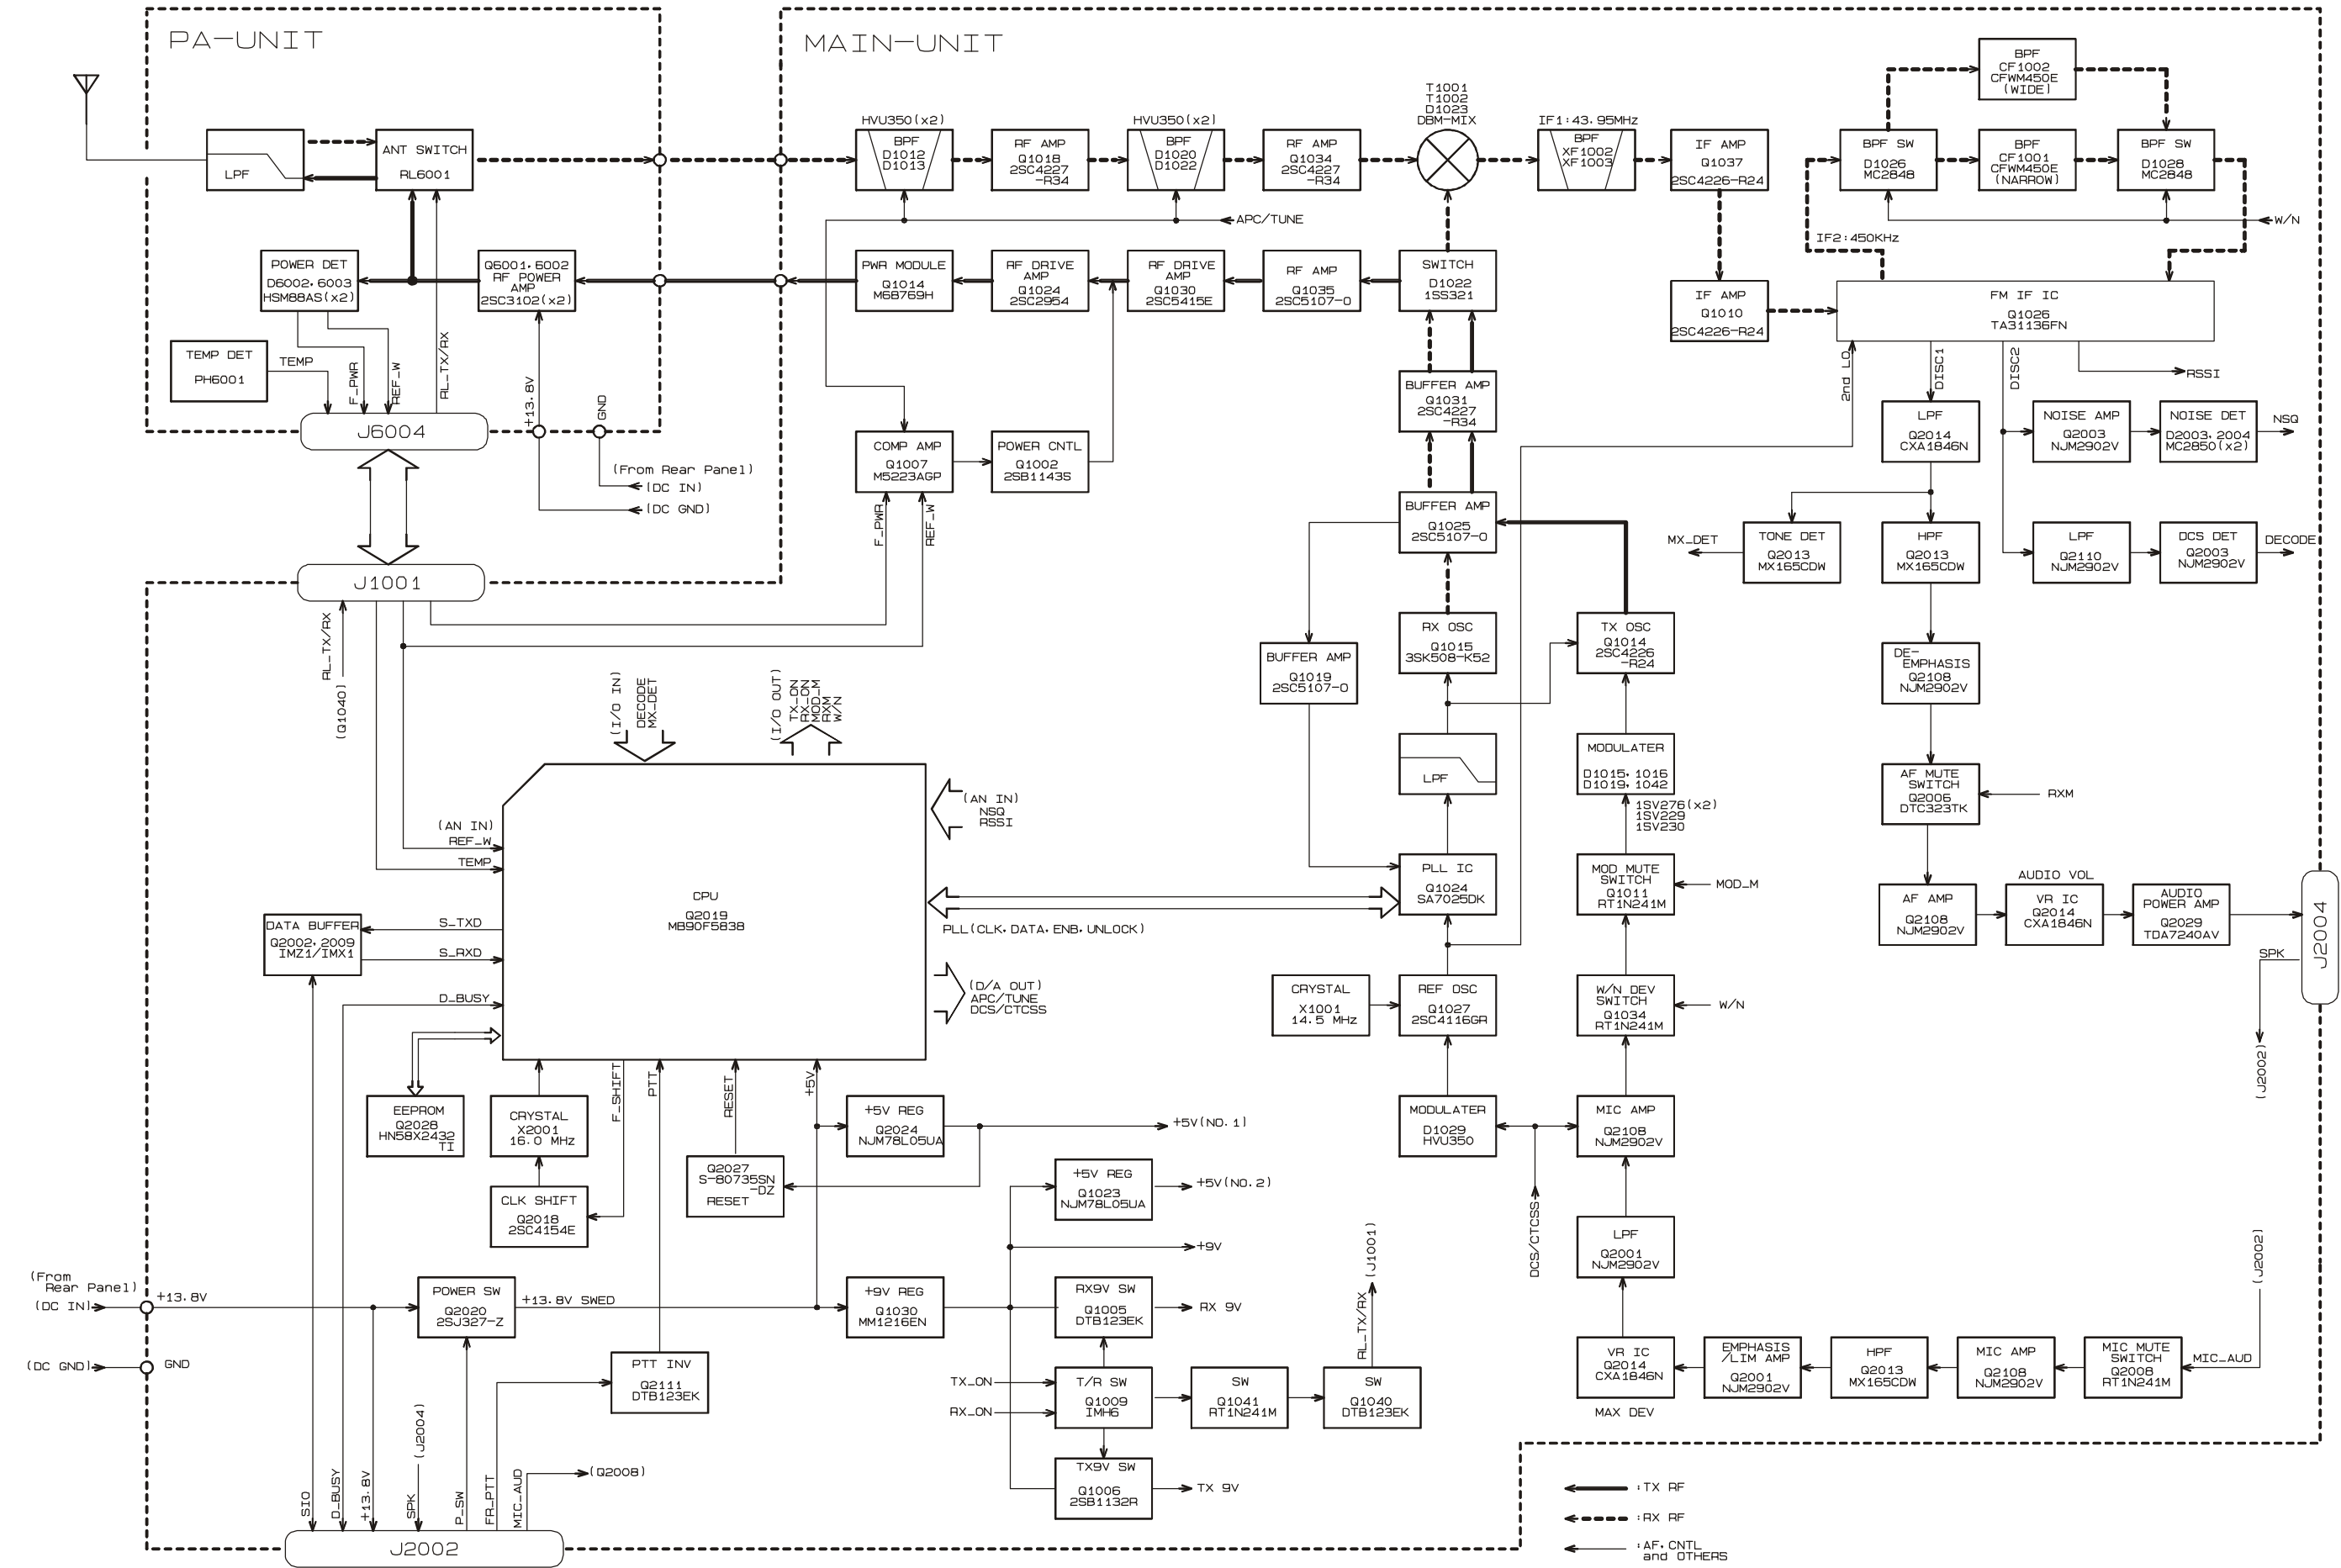 PA-UNIT
MAIN-UNIT
LPF
ANT SWITCH
RL6001
POWER DET
D6002,6003
HSM88AS(x2)
Q6001,6002
RF POWER
AMP
2SC3102(x2)
TEMP DET
PH6001
TEMP
F_PWR
REF_W
RL_TX/RX
+13.8V
GND
J6004
(From Rear Panel)
(DC IN)
(DC GND)
J1001
RL_TX/RX
(Q1040)
HVU350(x2)
BPF
D1012
D1013
RF AMP
Q1018
2SC4227
-R34
HVU350(x2)
BPF
D1020
D1022
RF AMP
Q1034
2SC4227
-R34
T1001
T1002
D1023
DBM-MIX
IF1:43.95MHz
BPF
XF1002
XF1003
IF AMP
Q1037
2SC4226-R24
BPF SW
D1026
MC2848
BPF
CF1002
CFWM450E
(WIDE)
BPF
CF1001
CFWM450E
(NARROW)
BPF SW
D1028
MC2848
W/N
APC/TUNE
IF2:450KHz
PWR MODULE
Q1014
M68769H
RF DRIVE
AMP
Q1024
2SC2954
RF DRIVE
AMP
Q1030
2SC5415E
RF AMP
Q1035
2SC5107-O
SWITCH
D1022
1SS321
IF AMP
Q1010
2SC4226-R24
FM IF IC
Q1026
TA31136FN
2nd LO
DISC1
DISC2
RSSI
BUFFER AMP
Q1031
2SC4227
-R34
COMP AMP
Q1007
M5223AGP
POWER CNTL
Q1002
2SB1143S
F_PWR
REF_W
LPF
Q2014
CXA1846N
NOISE AMP
Q2003
NJM2902V
NOISE DET
D2003,2004
MC2850(x2)
NSQ
BUFFER AMP
Q1025
2SC5107-O
MX_DET
TONE DET
Q2013
MX165CDW
HPF
Q2013
MX165CDW
LPF
Q2110
NJM2902V
DCS DET
Q2003
NJM2902V
DECODE
BUFFER AMP
Q1019
2SC5107-O
RX OSC
Q1015
3SK508-K52
TX OSC
Q1014
2SC4226
-R24
DE-
EMPHASIS
Q2108
NJM2902V
LPF
MODULATER
D1015,1016
D1019,1042
1SV276(x2)
1SV229
1SV230
AF MUTE
SWITCH
Q2006
DTC323TK
RXM
(I/O IN)
DECODE
MX_DET
(I/O OUT)
TX_ON
RX_ON
MOD_M
RXM
W/N
(AN IN)
NSQ
RSSI
(AN IN)
REF_W
TEMP
CPU
Q2019
MB90F5838
PLL IC
Q1024
SA7025DK
MOD MUTE
SWITCH
Q1011
RT1N241M
MOD_M
AF AMP
Q2108
NJM2902V
AUDIO VOL
VR IC
Q2014
CXA1846N
AUDIO
POWER AMP
Q2029
TDA7240AV
J2004
SPK
(J2002)
DATA BUFFER
Q2002,2009
IMZ1/IMX1
S_TXD
S_RXD
D_BUSY
PLL(CLK,DATA,ENB,UNLOCK)
(D/A OUT)
APC/TUNE
DCS/CTCSS
CRYSTAL
X1001
14.5 MHz
REF OSC
Q1027
2SC4116GR
W/N DEV
SWITCH
Q1034
RT1N241M
W/N
EEPROM
Q2028
HN58X2432
TI
CRYSTAL
X2001
16.0 MHz
F_SHIFT
PTT
RESET
+5V
+5V REG
Q2024
NJM78L05UA
+5V(NO.1)
MODULATER
D1029
HVU350
MIC AMP
Q2108
NJM2902V
CLK SHIFT
Q2018
2SC4154E
Q2027
S-80735SN
-DZ
RESET
+5V REG
Q1023
NJM78L05UA
+5V(NO.2)
+9V
DCS/CTCSS
LPF
Q2001
NJM2902V
(From
Rear Panel)
(DC IN)
+13.8V
(DC GND)
GND
POWER SW
Q2020
2SJ327-Z
+13.8V SWED
+9V REG
Q1030
MM1216EN
RX9V SW
Q1005
DTB123EK
RX 9V
RL_TX/RX
(J1001)
PTT INV
Q2111
DTB123EK
TX_ON
RX_ON
T/R SW
Q1009
IMH6
SW
Q1041
RT1N241M
SW
Q1040
DTB123EK
VR IC
Q2014
CXA1846N
MAX DEV
EMPHASIS
/LIM AMP
Q2001
NJM2902V
HPF
Q2013
MX165CDW
MIC AMP
Q2108
NJM2902V
MIC MUTE
SWITCH
Q2008
RT1N241M
MIC_AUD
(J2002)
TX9V SW
Q1006
2SB1132R
TX 9V
SIO
D_BUSY
+13.8V
SPK
(J2004)
P_SW
FR_PTT
MIC_AUD
(Q2008)
J2002
:TX RF
:RX RF
:AF,CNTL
and OTHERS